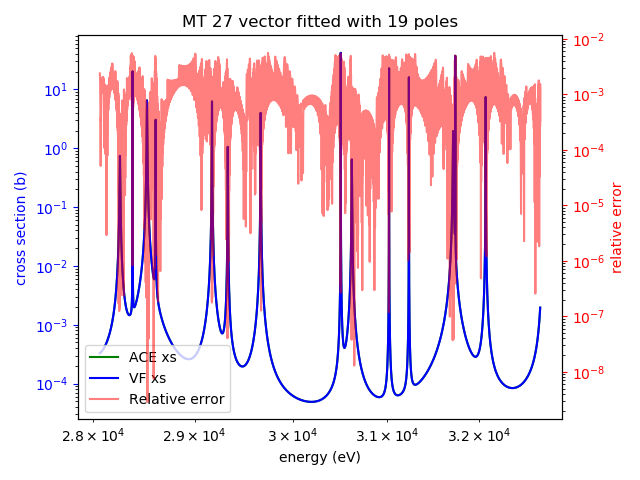 MT 27 vector fitted with 19 poles
cross section (b)
10¹
10⁰
10⁻¹
10⁻²
10⁻³
10⁻⁴
10⁻²
10⁻³
10⁻⁴
10⁻⁵
10⁻⁶
10⁻⁷
10⁻⁸
relative error
ACE xs
VF xs
Relative error
2.8 × 10⁴ 2.9 × 10⁴ 3 × 10⁴ 3.1 × 10⁴ 3.2 × 10⁴
energy (eV)